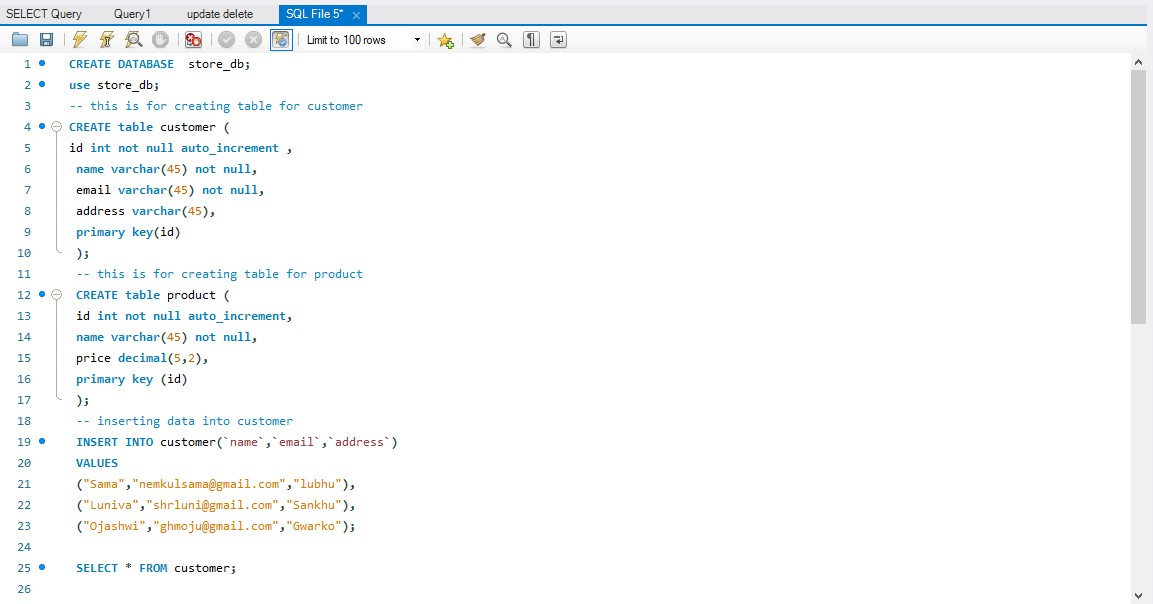 SELECT Query Query1 update delete SQL File 5* ×
Limit to 100 rows
1 CREATE DATABASE  store_db;
2 use store_db;
3 -- this is for creating table for customer
4 CREATE table customer (
5 id int not null auto_increment ,
6 name varchar(45) not null,
7 email varchar(45) not null,
8 address varchar(45),
9 primary key(id)
10 );
11 -- this is for creating table for product
12 CREATE table product (
13 id int not null auto_increment,
14 name varchar(45) not null,
15 price decimal(5,2),
16 primary key (id)
17 );
18 -- inserting data into customer
19 INSERT INTO customer(`name`,`email`,`address`)
20 VALUES
21 ("Sama","nemkulsama@gmail.com","lubhu"),
22 ("Luniva","shrluni@gmail.com","Sankhu"),
23 ("Ojashwi","ghmoju@gmail.com","Gwarko");
24
25 SELECT * FROM customer;
26